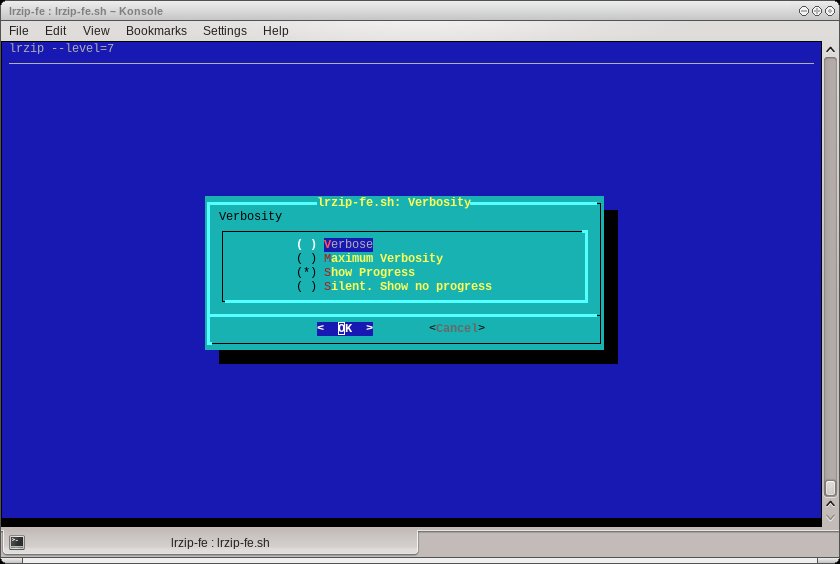 lrzip-fe : lrzip-fe.sh – Konsole
File Edit View Bookmarks Settings Help
lrzip --level=7
lrzip-fe.sh: Verbosity
Verbosity
( ) Verbose
( ) Maximum Verbosity
(*) Show Progress
( ) Silent. Show no progress
< OK > <Cancel>
lrzip-fe : lrzip-fe.sh